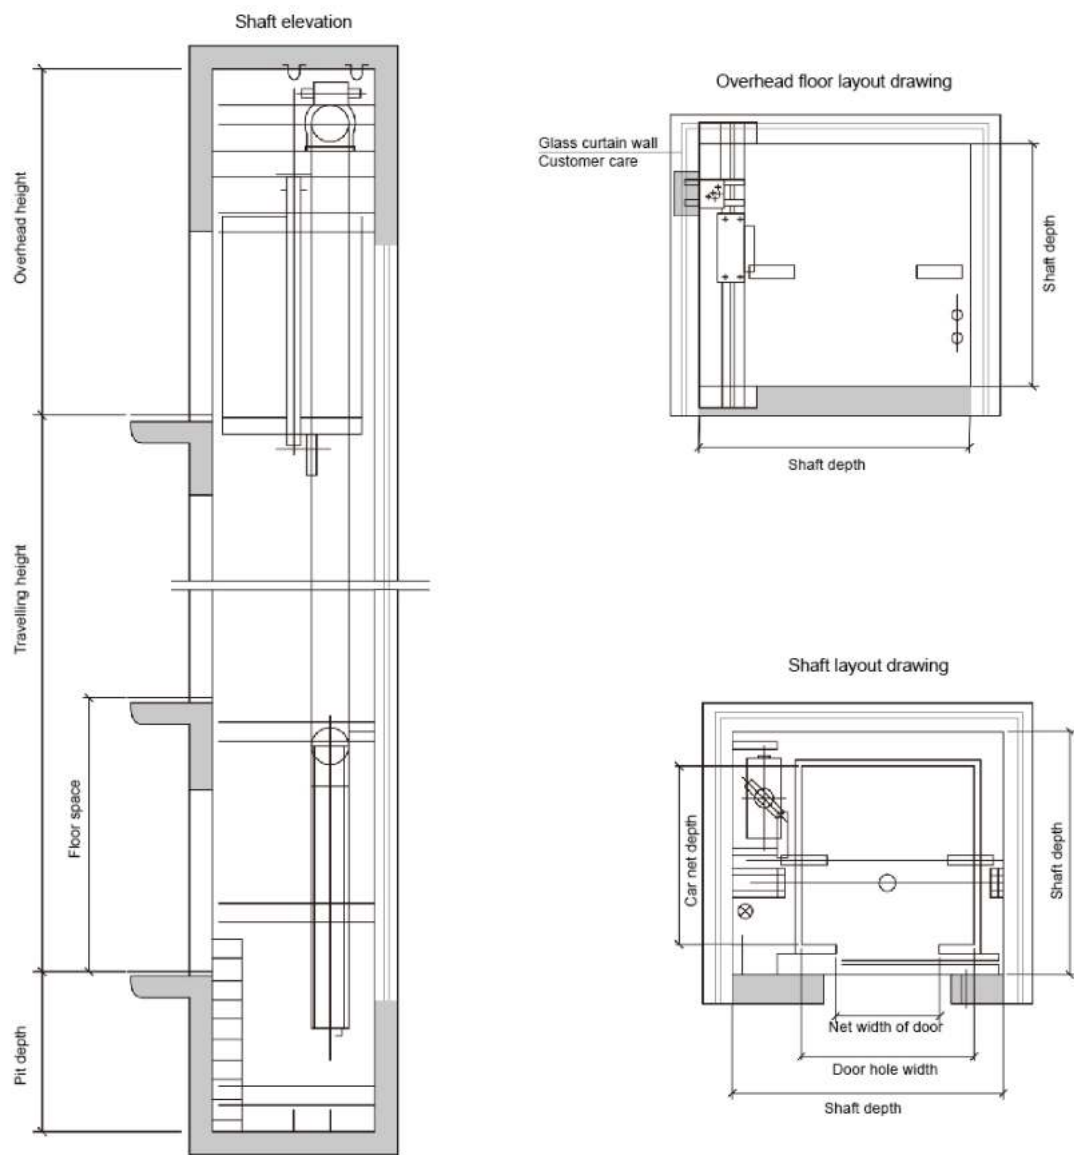 Shaft elevation
Overhead height
Travelling height
Floor space
Pit depth
Overhead floor layout drawing
Glass curtain wall
Customer care
Shaft depth
Shaft depth
Shaft layout drawing
Car net depth
Shaft depth
Net width of door
Door hole width
Shaft depth